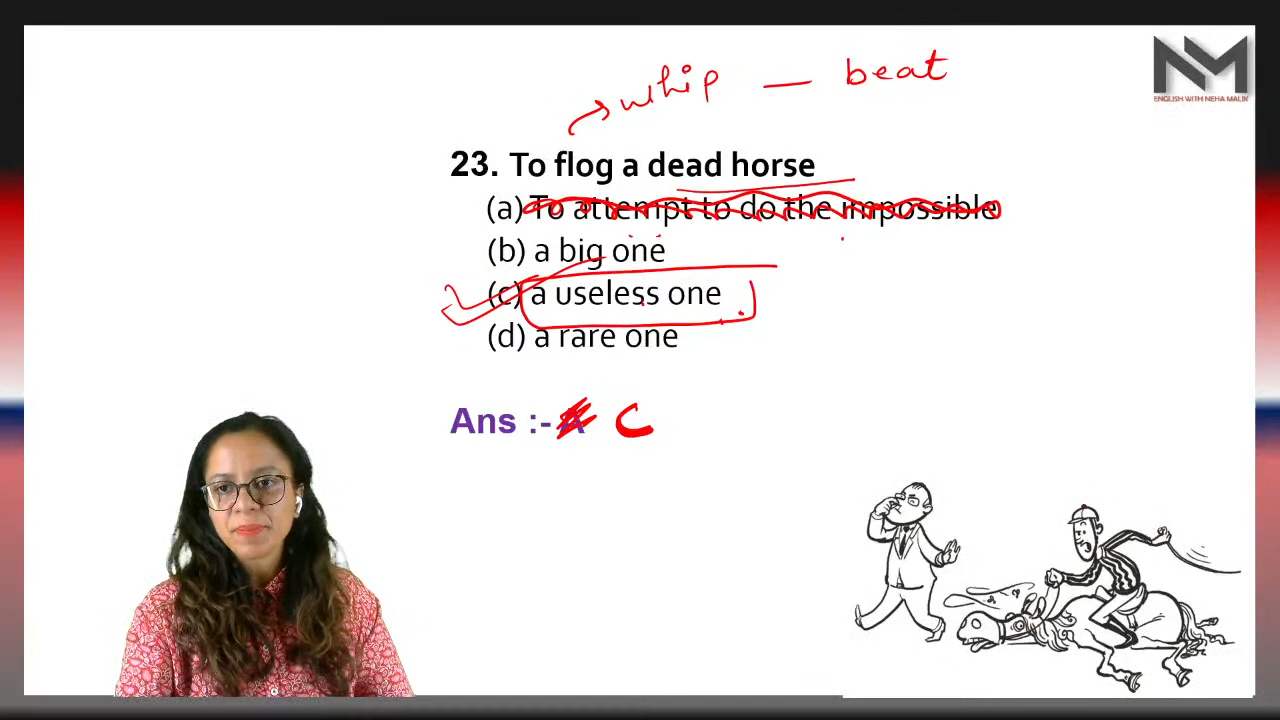 whip — beat
NM
ENGLISH WITH NEHA MALIK
23. To flog a dead horse
(a) To attempt to do the impossible
(b) a big one
(c) a useless one
(d) a rare one
Ans :- A C